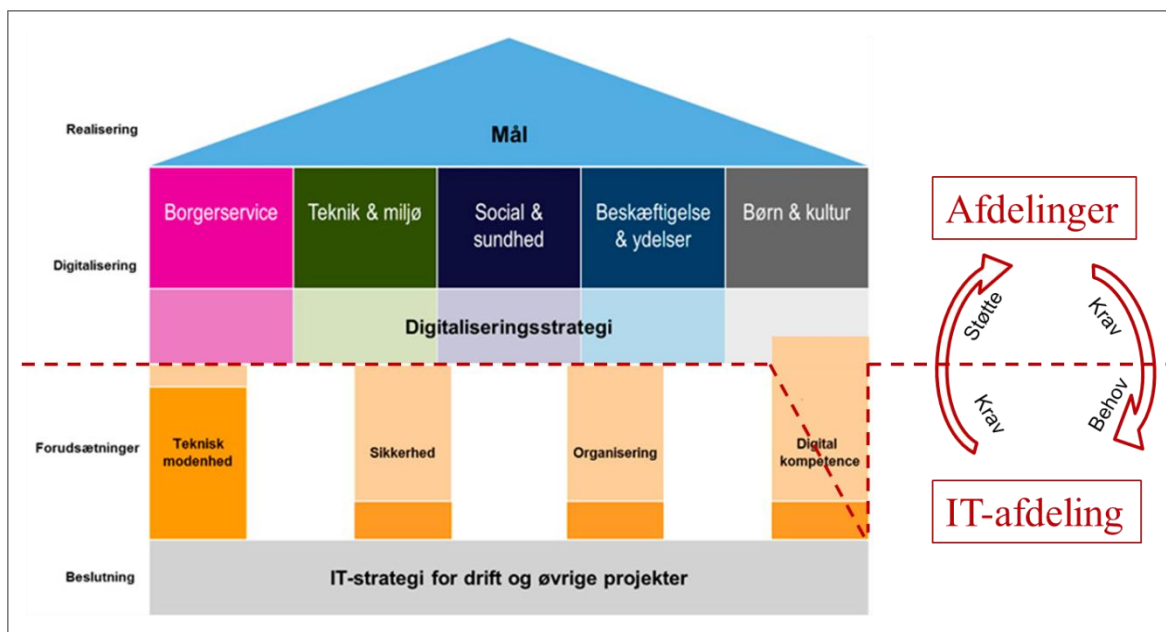 Realisering
Mål
Borgerservice
Teknik & miljø
Social &
sundhed
Beskæftigelse
& ydelser
Børn & kultur
Digitalisering
Digitaliseringsstrategi
Forudsætninger
Teknisk
modenhed
Sikkerhed
Organisering
Digital
kompetence
Beslutning
IT-strategi for drift og øvrige projekter
Afdelinger
Støtte
Krav
Krav
Behov
IT-afdeling